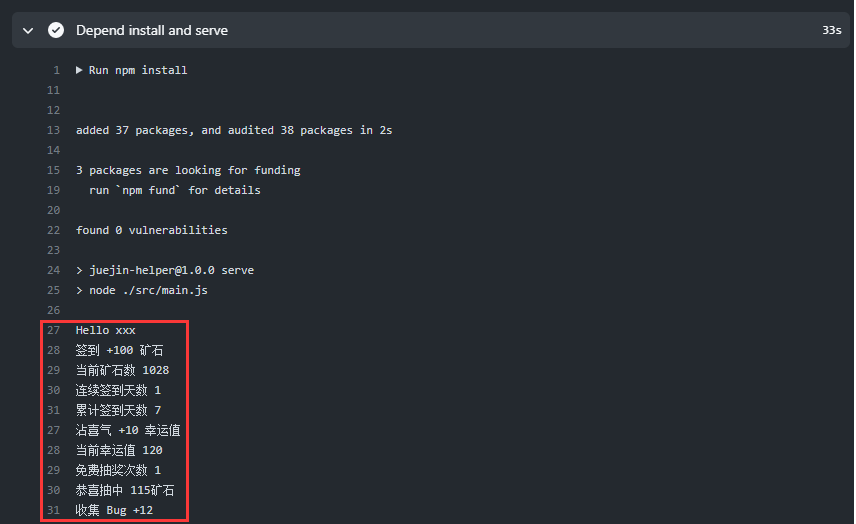 Depend install and serve 33s
1 Run npm install
11
12
13 added 37 packages, and audited 38 packages in 2s
14
15 3 packages are looking for funding
19 run `npm fund` for details
20
22 found 0 vulnerabilities
23
24 > juejin-helper@1.0.0 serve
25 > node ./src/main.js
26
27 Hello xxx
28 签到 +100 矿石
29 当前矿石数 1028
30 连续签到天数 1
31 累计签到天数 7
27 沾喜气 +10 幸运值
28 当前幸运值 120
29 免费抽奖次数 1
30 恭喜抽中 115矿石
31 收集 Bug +12